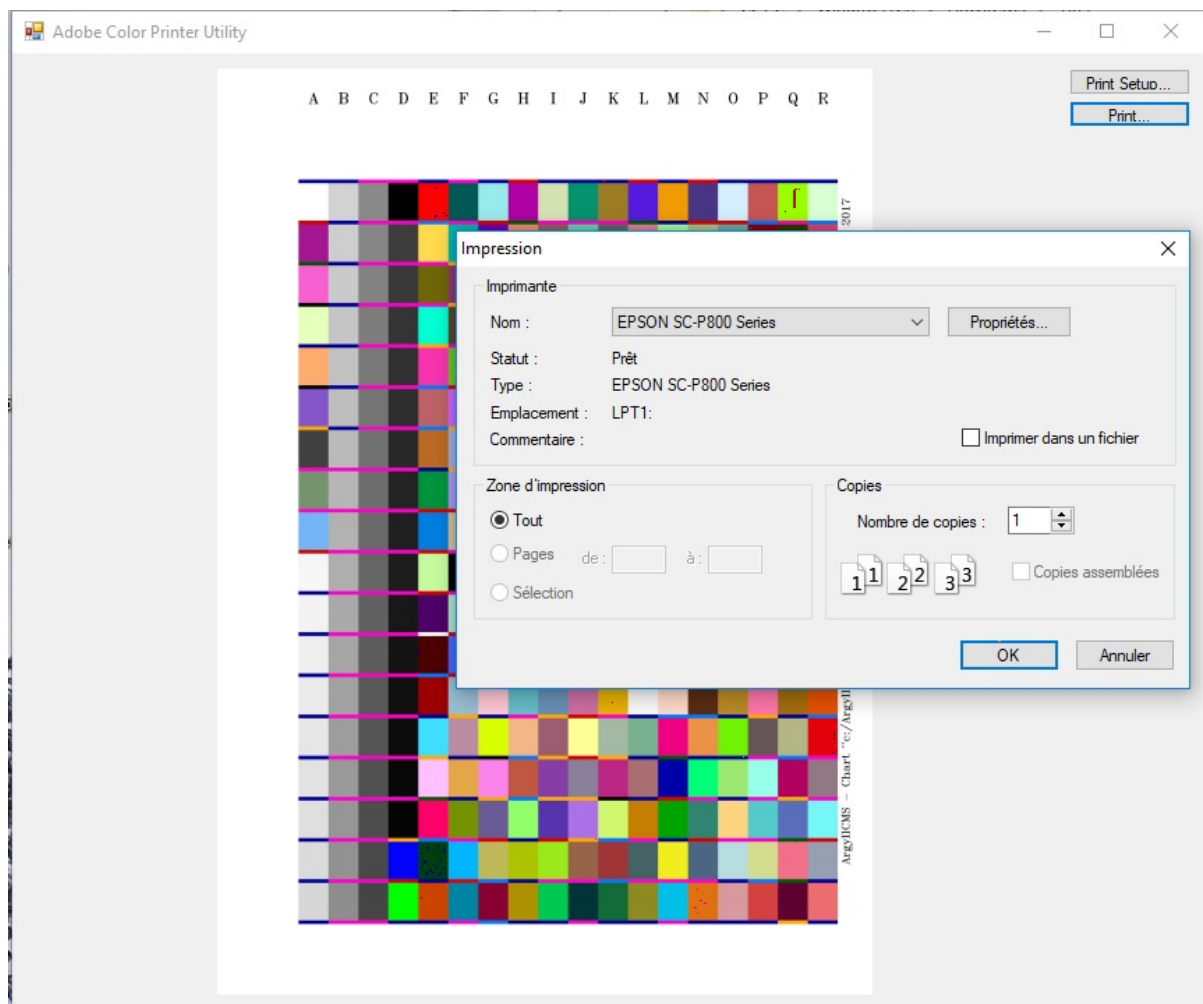 Adobe Color Printer Utility
Print Setup...
Print...
A B C D E F G H I J K L M N O P Q R
2017
Impression
Imprimante
Nom :
EPSON SC-P800 Series
Propriétés...
Statut :
Prêt
Type :
EPSON SC-P800 Series
Emplacement :
LPT1:
Commentaire :
Imprimer dans un fichier
Zone d'impression
Tout
Pages
de :
à :
Sélection
Copies
Nombre de copies :
1
1 1 2 2 3 3
Copies assemblées
OK
Annuler
ArgyllCMS - Chart "c:/Argyll